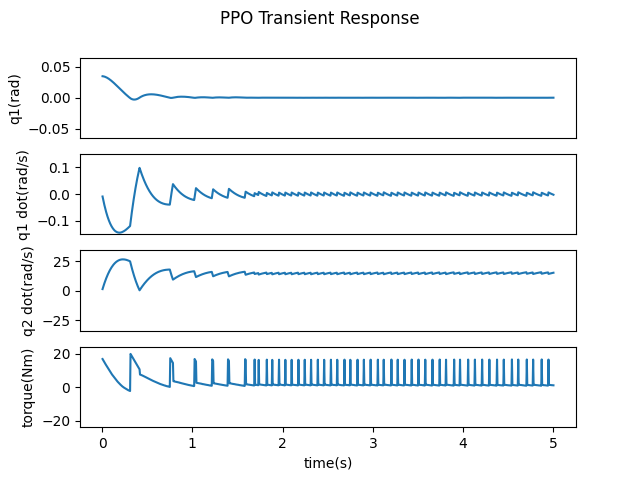 PPO Transient Response
q1(rad)
0.05
0.00
−0.05
q1 dot(rad/s)
0.1
0.0
−0.1
q2 dot(rad/s)
25
0
−25
torque(Nm)
20
0
−20
0 1 2 3 4 5
time(s)